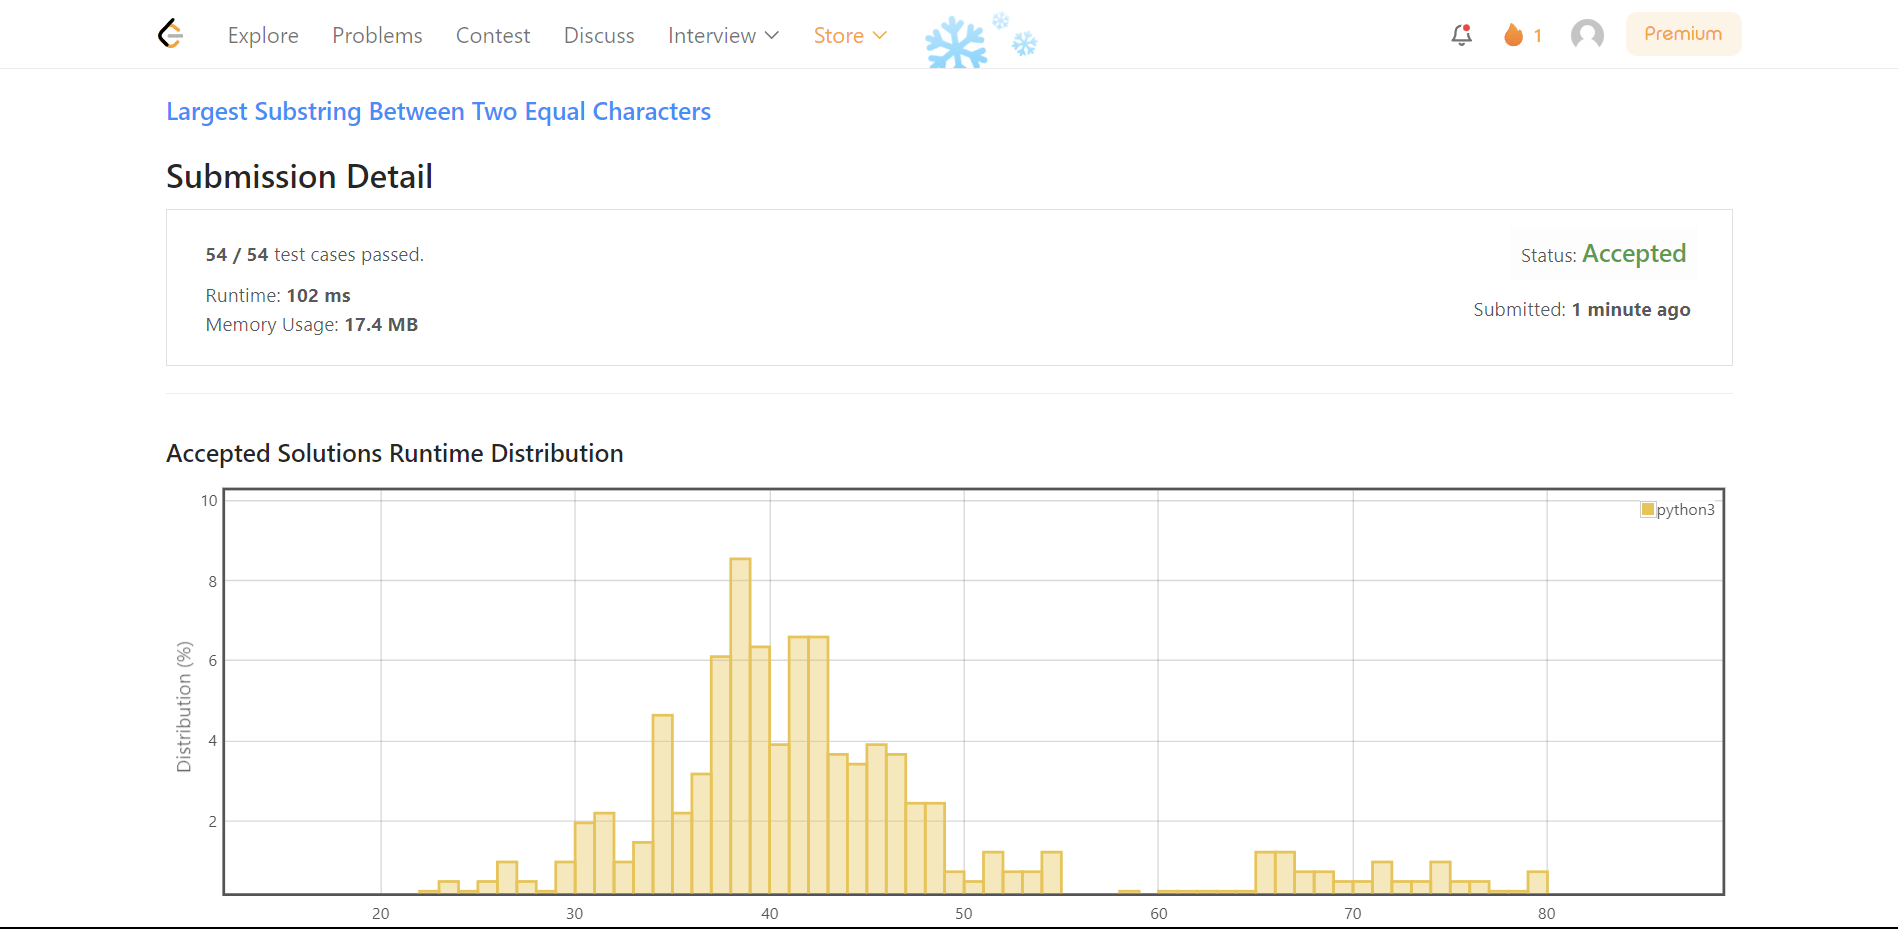 Explore Problems Contest Discuss Interview Store 1 Premium
Largest Substring Between Two Equal Characters
Submission Detail
54 / 54 test cases passed.
Status: Accepted
Runtime: 102 ms
Submitted: 1 minute ago
Memory Usage: 17.4 MB
Accepted Solutions Runtime Distribution
10
python3
8
6
Distribution (%)
4
2
20 30 40 50 60 70 80